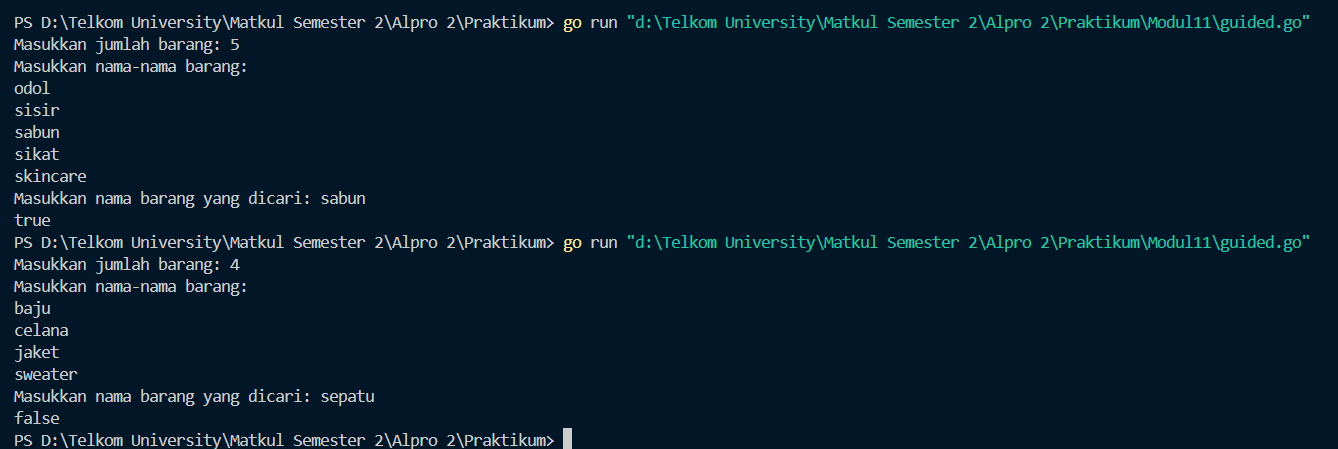 PS D:\Telkom University\Matkul Semester 2\Alpro 2\Praktikum> go run "d:\Telkom University\Matkul Semester 2\Alpro 2\Praktikum\Modul11\guided.go"
Masukkan jumlah barang: 5
Masukkan nama-nama barang:
odol
sisir
sabun
sikat
skincare
Masukkan nama barang yang dicari: sabun
true
PS D:\Telkom University\Matkul Semester 2\Alpro 2\Praktikum> go run "d:\Telkom University\Matkul Semester 2\Alpro 2\Praktikum\Modul11\guided.go"
Masukkan jumlah barang: 4
Masukkan nama-nama barang:
baju
celana
jaket
sweater
Masukkan nama barang yang dicari: sepatu
false
PS D:\Telkom University\Matkul Semester 2\Alpro 2\Praktikum>